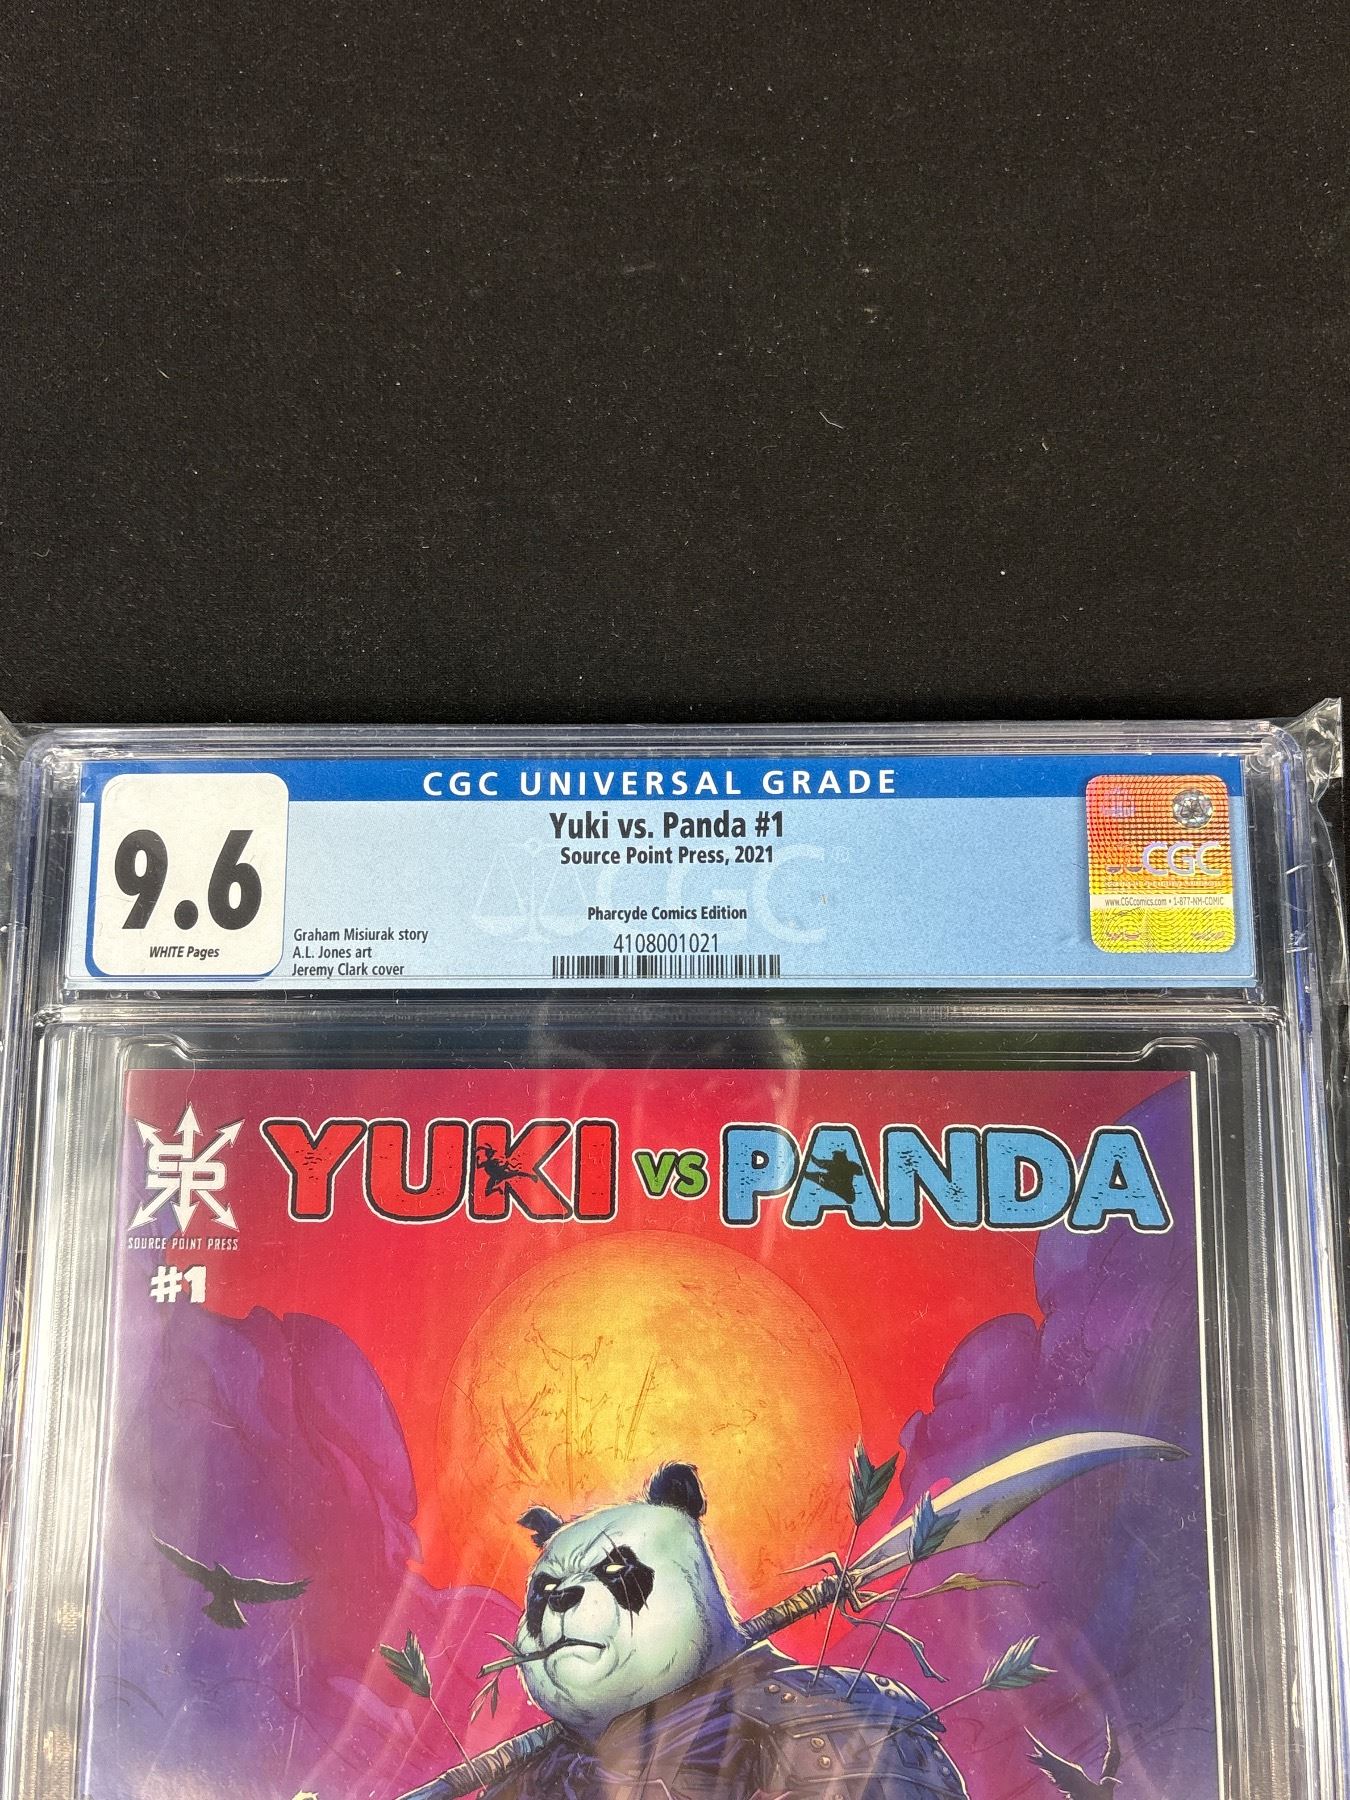 CGC UNIVERSAL GRADE
9.6
WHITE Pages
Yuki vs. Panda #1
Source Point Press, 2021
Pharcyde Comics Edition
4108001021
Graham Misiurak story
A.L. Jones art
Jeremy Clark cover
CGC
www.CGCcomics.com • 1-877-NM-COMIC
CGC
YUKI VS PANDA
SOURCE POINT PRESS
#1